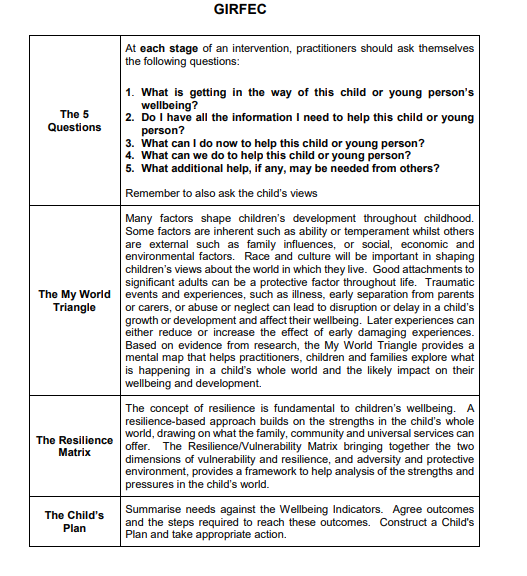 GIRFEC
The 5
Questions
At each stage of an intervention, practitioners should ask themselves
the following questions:
1. What is getting in the way of this child or young person's
wellbeing?
2. Do I have all the information I need to help this child or young
person?
3. What can I do now to help this child or young person?
4. What can we do to help this child or young person?
5. What additional help, if any, may be needed from others?
Remember to also ask the child's views
The My World
Triangle
Many factors shape children's development throughout childhood.
Some factors are inherent such as ability or temperament whilst others
are external such as family influences, or social, economic and
environmental factors. Race and culture will be important in shaping
children's views about the world in which they live. Good attachments to
significant adults can be a protective factor throughout life. Traumatic
events and experiences, such as illness, early separation from parents
or carers, or abuse or neglect can lead to disruption or delay in a child's
growth or development and affect their wellbeing. Later experiences can
either reduce or increase the effect of early damaging experiences.
Based on evidence from research, the My World Triangle provides a
mental map that helps practitioners, children and families explore what
is happening in a child's whole world and the likely impact on their
wellbeing and development.
The Resilience
Matrix
The concept of resilience is fundamental to children's wellbeing. A
resilience-based approach builds on the strengths in the child's whole
world, drawing on what the family, community and universal services can
offer. The Resilience/Vulnerability Matrix bringing together the two
dimensions of vulnerability and resilience, and adversity and protective
environment, provides a framework to help analysis of the strengths and
pressures in the child's world.
The Child's
Plan
Summarise needs against the Wellbeing Indicators. Agree outcomes
and the steps required to reach these outcomes. Construct a Child's
Plan and take appropriate action.